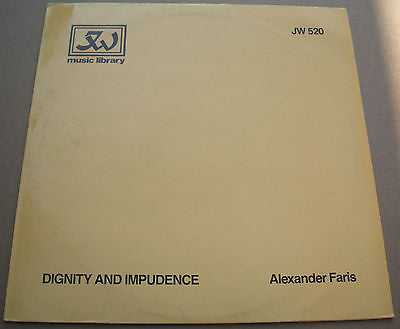 JW
music library
JW 520
DIGNITY AND IMPUDENCE
Alexander Faris